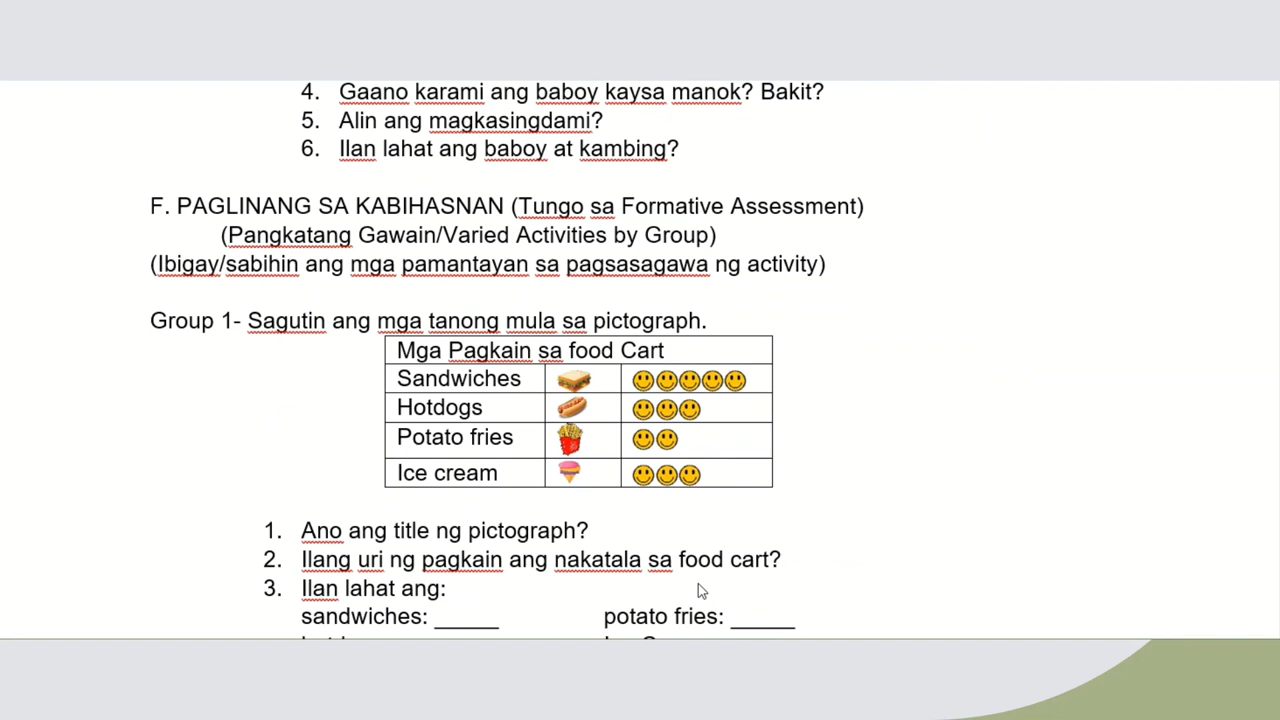 4. Gaano karami ang baboy kaysa manok? Bakit?
5. Alin ang magkasingdami?
6. Ilan lahat ang baboy at kambing?
F. PAGLINANG SA KABIHASNAN (Tungo sa Formative Assessment)
(Pangkatang Gawain/Varied Activities by Group)
(Ibigay/sabihin ang mga pamantayan sa pagsasagawa ng activity)
Group 1- Sagutin ang mga tanong mula sa pictograph.
Mga Pagkain sa food Cart
Sandwiches
Hotdogs
Potato fries
Ice cream
1. Ano ang title ng pictograph?
2. Ilang uri ng pagkain ang nakatala sa food cart?
3. Ilan lahat ang:
sandwiches: _____ potato fries: _____